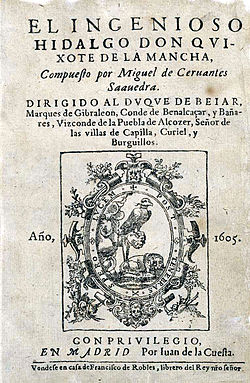 EL INGENIOSO
HIDALGO DON QVI-
XOTE DE LA MANCHA,
Compuesto por Miguel de Ceruantes
Saauedra.
DIRIGIDO AL DVQVE DE BEIAR,
Marques de Gibraleon, Conde de Benalcaçar, y Baña-
res, Vizconde de la Puebla de Alcozer, Señor de
las villas de Capilla, Curiel, y
Burguillos.
Año, 1605.
CON PRIVILEGIO,
EN MADRID Por Iuan de la Cuesta.
Vendese en casa de Francisco de Robles, librero del Rey nro señor